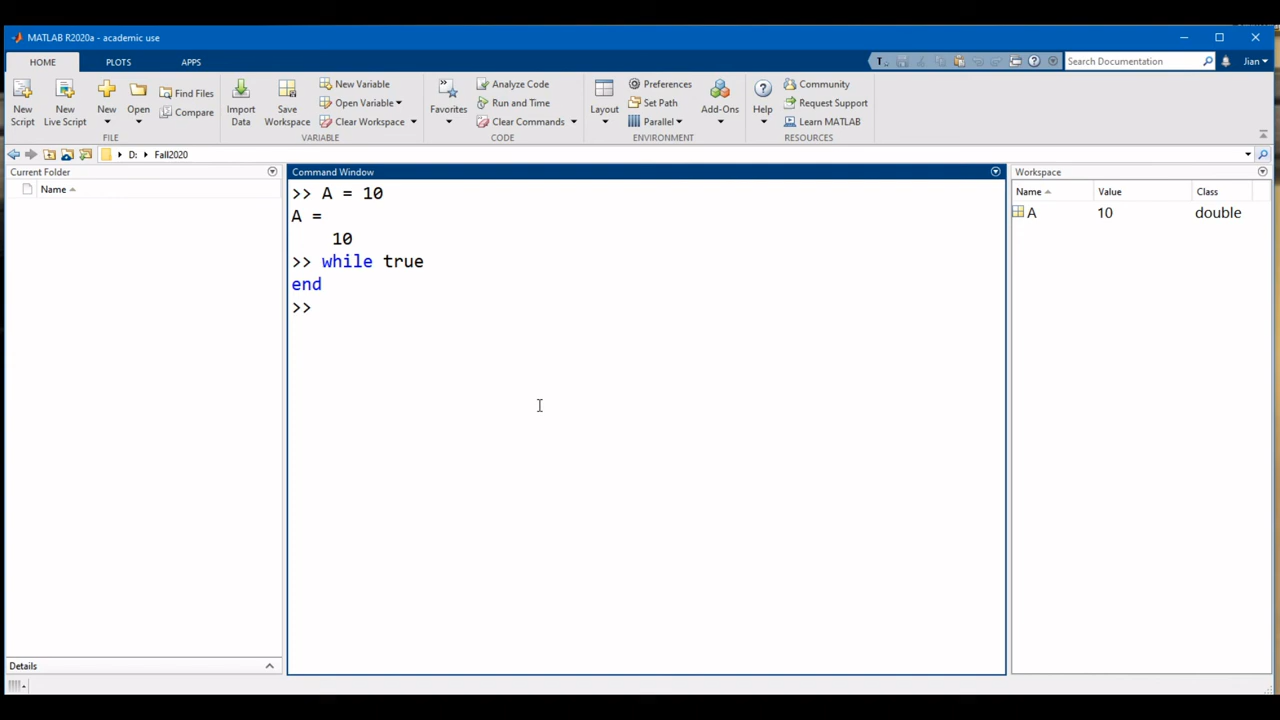 MATLAB R2020a - academic use
HOME PLOTS APPS
Search Documentation
Jian
New Script
New Live Script
New
Open
Find Files
Compare
FILE
Import Data
Save Workspace
New Variable
Open Variable
Clear Workspace
VARIABLE
Favorites
Analyze Code
Run and Time
Clear Commands
CODE
Layout
Preferences
Set Path
Parallel
Add-Ons
ENVIRONMENT
Help
Community
Request Support
Learn MATLAB
RESOURCES
D: Fall2020
Current Folder
Name
Details
Command Window
>> A = 10
A =
10
>> while true
end
>>
Workspace
Name Value Class
A 10 double